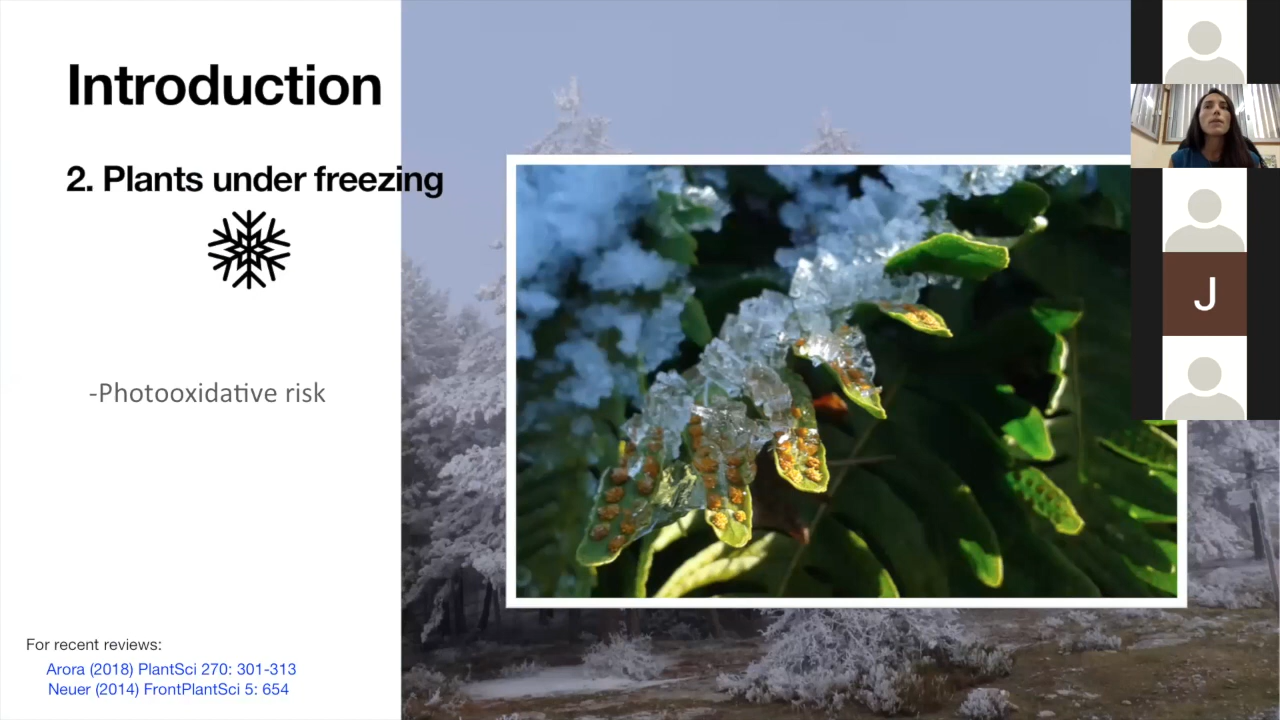 Introduction
2. Plants under freezing
-Photooxidative risk
For recent reviews:
Arora (2018) PlantSci 270: 301-313
Neuer (2014) FrontPlantSci 5: 654
J